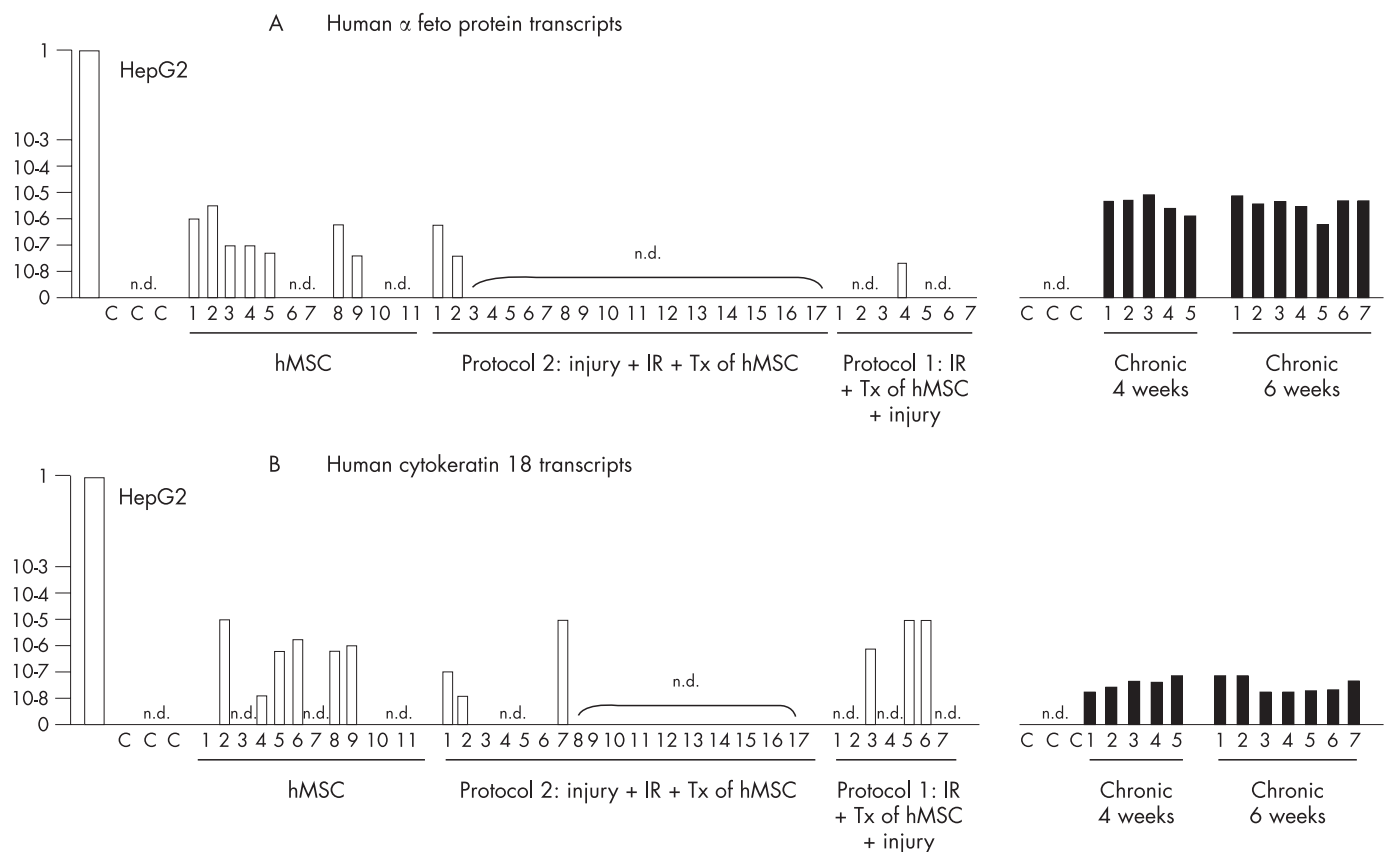 A Human α feto protein transcripts
1
HepG2
10-3
10-4
10-5
10-6
10-7
10-8
0
n.d. n.d. n.d. n.d. n.d. n.d. n.d.
C C C 1 2 3 4 5 6 7 8 9 10 11 1 2 3 4 5 6 7 8 9 10 11 12 13 14 15 16 17 1 2 3 4 5 6 7 C C C 1 2 3 4 5 1 2 3 4 5 6 7
hMSC
Protocol 2: injury + IR + Tx of hMSC
Protocol 1: IR
+ Tx of hMSC
+ injury
Chronic
4 weeks
Chronic
6 weeks
B Human cytokeratin 18 transcripts
1
HepG2
10-3
10-4
10-5
10-6
10-7
10-8
0
n.d. n.d. n.d. n.d. n.d. n.d. n.d. n.d. n.d. n.d.
C C C 1 2 3 4 5 6 7 8 9 10 11 1 2 3 4 5 6 7 8 9 10 11 12 13 14 15 16 17 1 2 3 4 5 6 7 C C C 1 2 3 4 5 1 2 3 4 5 6 7
hMSC
Protocol 2: injury + IR + Tx of hMSC
Protocol 1: IR
+ Tx of hMSC
+ injury
Chronic
4 weeks
Chronic
6 weeks